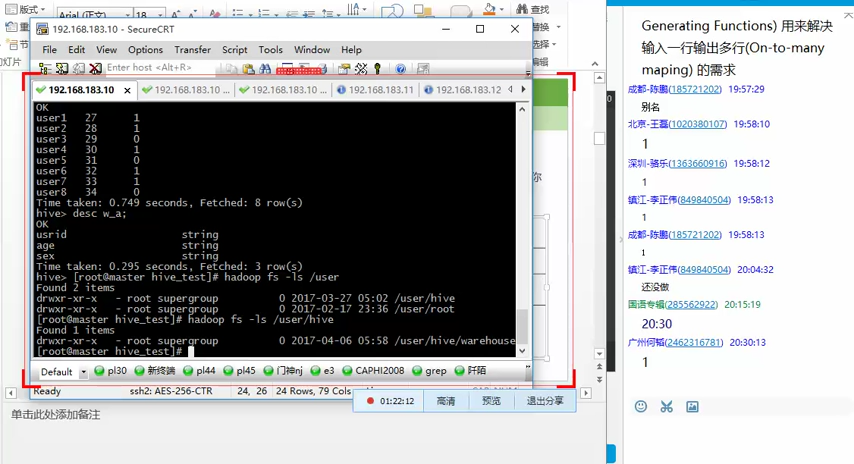 版式
Arial (正文)
18
查找
192.168.183.10 - SecureCRT
File Edit View Options Transfer Script Tools Window Help
Enter host <Alt+R>
192.168.183.10
192.168.183.10 ...
192.168.183.10 ...
192.168.183.11
192.168.183.12
OK
user1 27 1
user2 28 1
user3 29 0
user4 30 1
user5 31 0
user6 32 1
user7 33 1
user8 34 0
Time taken: 0.749 seconds, Fetched: 8 row(s)
hive> desc w_a;
OK
usrid string
age string
sex string
Time taken: 0.295 seconds, Fetched: 3 row(s)
hive> [root@master hive_test]# hadoop fs -ls /user
Found 2 items
drwxr-xr-x - root supergroup 0 2017-03-27 05:02 /user/hive
drwxr-xr-x - root supergroup 0 2017-02-17 23:36 /user/root
[root@master hive_test]# hadoop fs -ls /user/hive
Found 1 items
drwxr-xr-x - root supergroup 0 2017-04-06 05:58 /user/hive/warehouse
[root@master hive_test]#
Default pl30 新终端 pl44 pl45 门神nj e3 CAPHI2008 grep 阡陌
Ready ssh2: AES-256-CTR 24, 26 24 Rows, 79 Cols
01:22:12 高清 预览 退出分享
单击此处添加备注
Generating Functions) 用来解决
输入一行输出多行(On-to-many
maping) 的需求
成都-陈鹏(185721202) 19:57:29
别名
北京-王磊(1020380107) 19:58:10
1
深圳-骆乐(1363660916) 19:58:12
1
镇江-李正伟(849840504) 19:58:13
1
成都-陈鹏(185721202) 19:58:13
1
镇江-李正伟(849840504) 20:04:32
还没做
国语专辑(285562922) 20:15:19
20:30
广州何韬(2462316781) 20:30:13
1